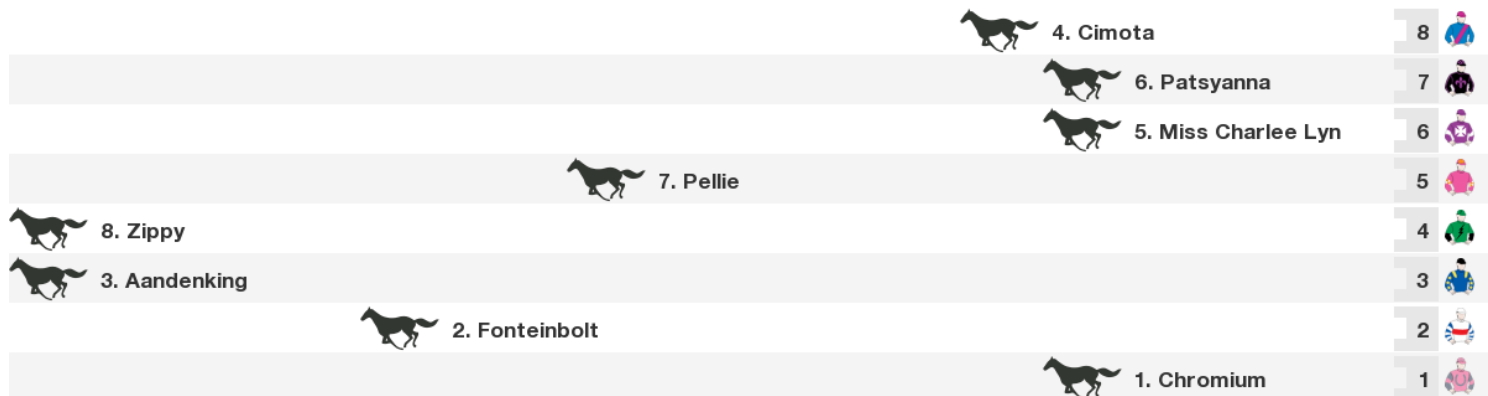 4. Cimota 8
6. Patsyanna 7
5. Miss Charlee Lyn 6
7. Pellie 5
8. Zippy 4
3. Aandenking 3
2. Fonteinbolt 2
1. Chromium 1